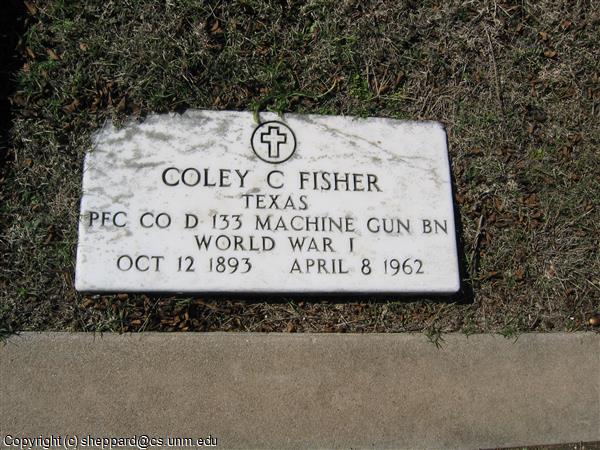 COLEY C FISHER
TEXAS
PFC CO D 133 MACHINE GUN BN
WORLD WAR I
OCT 12 1893 APRIL 8 1962
Copyright (c) sheppard@cs.unm.edu